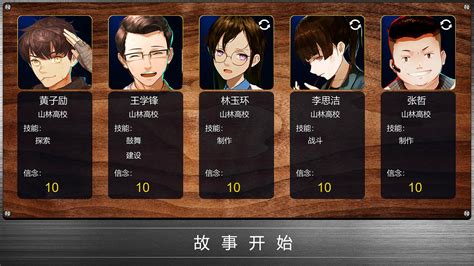 黄子励
山林高校
技能:
探索
信念:
10
王学锋
山林高校
技能:
鼓舞
建设
信念:
10
林玉环
山林高校
技能:
制作
信念:
10
李思洁
山林高校
技能:
战斗
信念:
10
张哲
山林高校
技能:
制作
信念:
10
故事开始